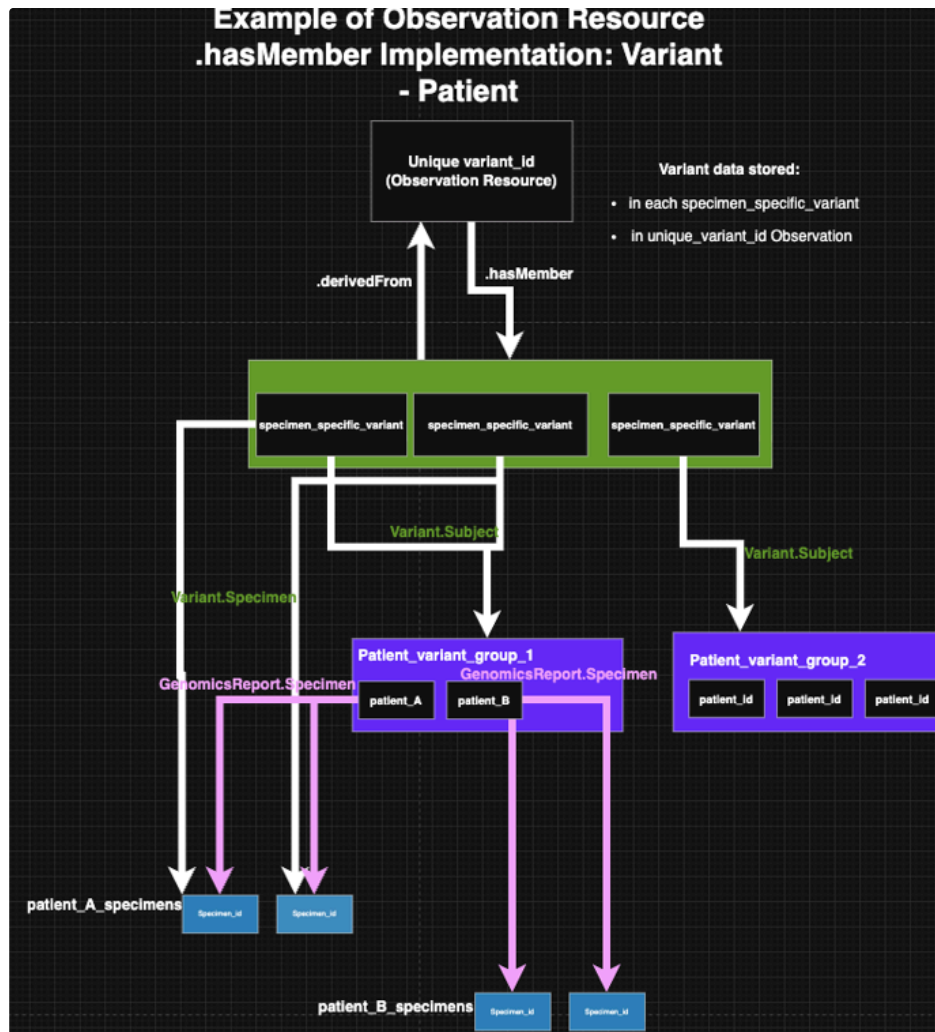 Example of Observation Resource
.hasMember Implementation: Variant
- Patient
Unique variant_id
(Observation Resource)
Variant data stored:
• in each specimen_specific_variant
• in unique_variant_id Observation
.derivedFrom
.hasMember
specimen_specific_variant
specimen_specific_variant
specimen_specific_variant
Variant.Subject
Variant.Subject
Variant.Specimen
Patient_variant_group_1
Patient_variant_group_2
GenomicsReport.Specimen
GenomicsReport.Specimen
patient_A
patient_B
patient_id
patient_id
patient_id
patient_A_specimens
Specimen_id
Specimen_id
patient_B_specimens
Specimen_id
Specimen_id